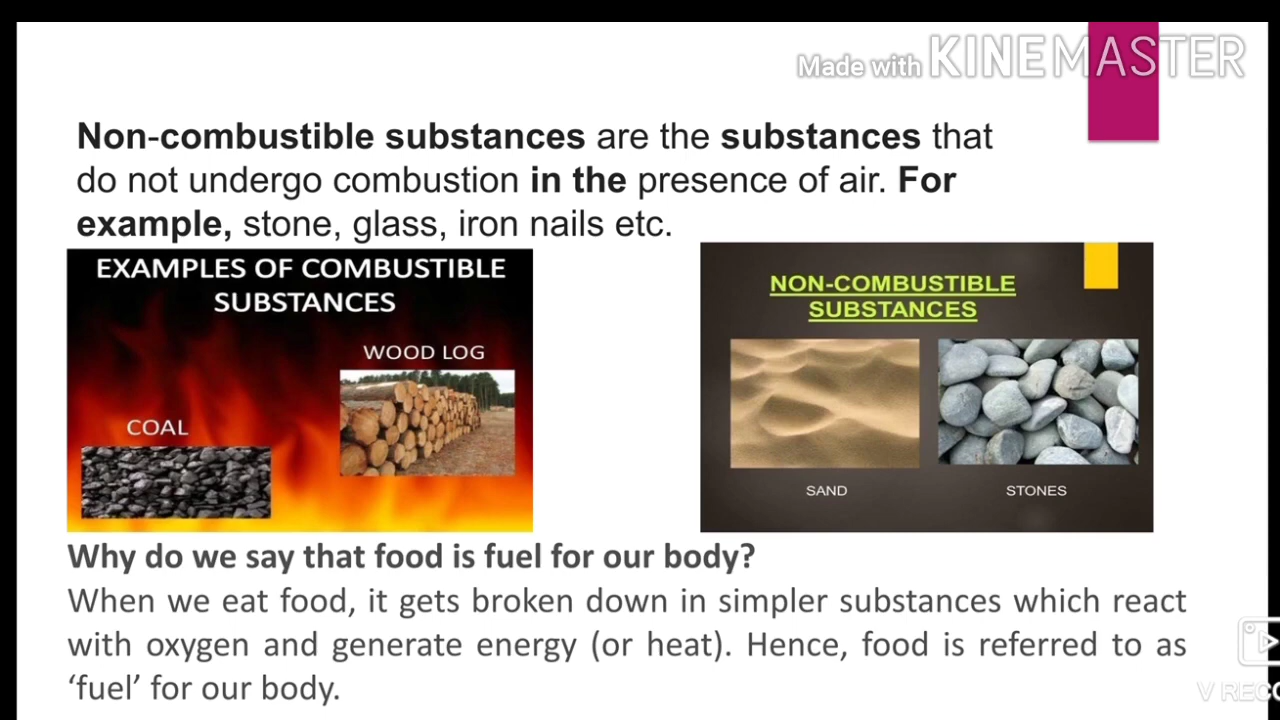 Made with KINEMASTER
Non-combustible substances are the substances that
do not undergo combustion in the presence of air. For
example, stone, glass, iron nails etc.
EXAMPLES OF COMBUSTIBLE
SUBSTANCES
WOOD LOG
COAL
NON-COMBUSTIBLE
SUBSTANCES
SAND
STONES
Why do we say that food is fuel for our body?
When we eat food, it gets broken down in simpler substances which react
with oxygen and generate energy (or heat). Hence, food is referred to as
‘fuel’ for our body.
V RECO